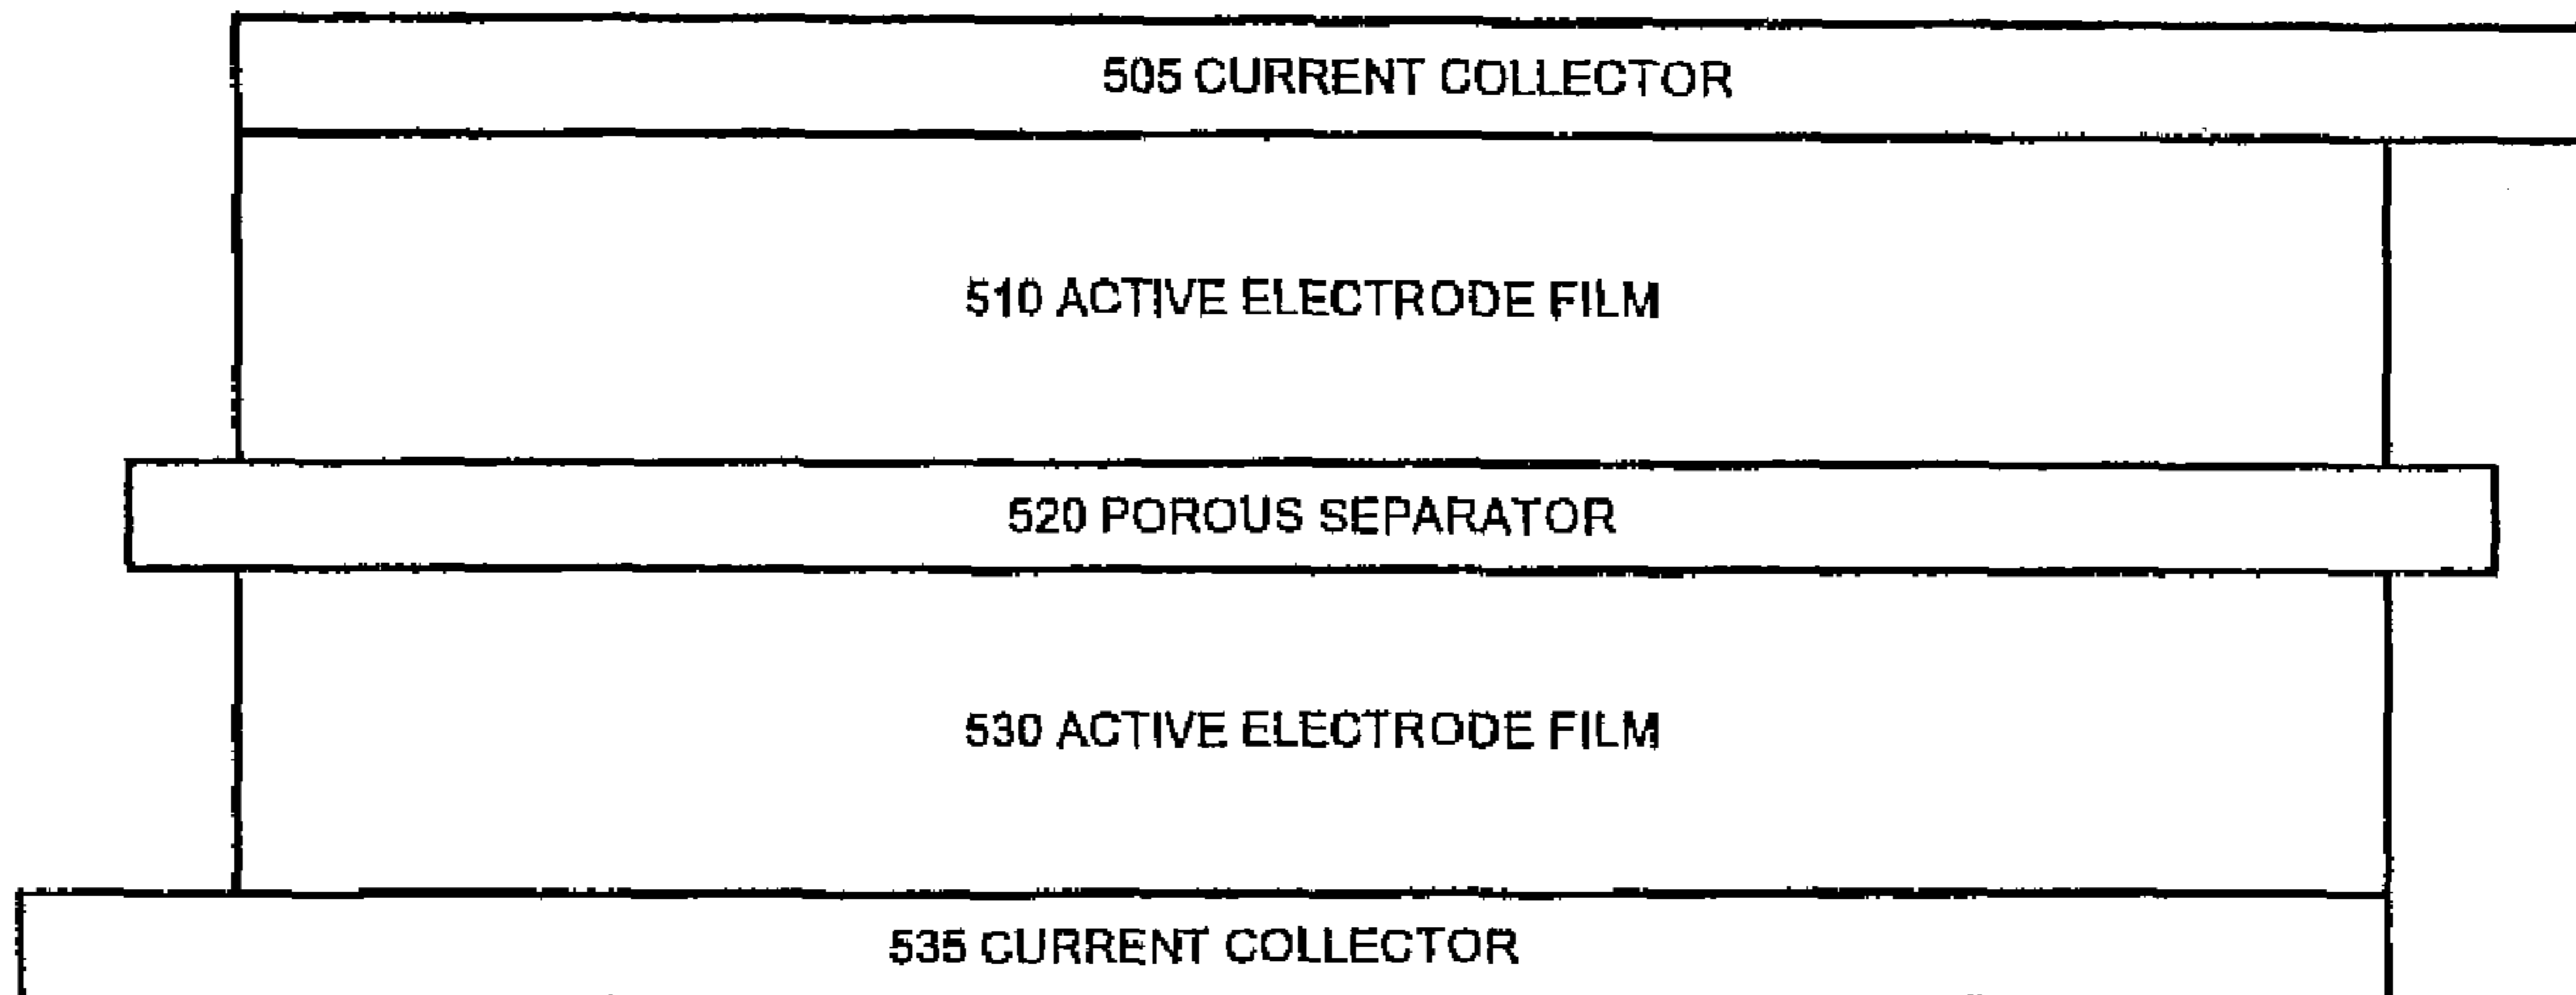 505 CURRENT COLLECTOR
510 ACTIVE ELECTRODE FILM
520 POROUS SEPARATOR
530 ACTIVE ELECTRODE FILM
535 CURRENT COLLECTOR